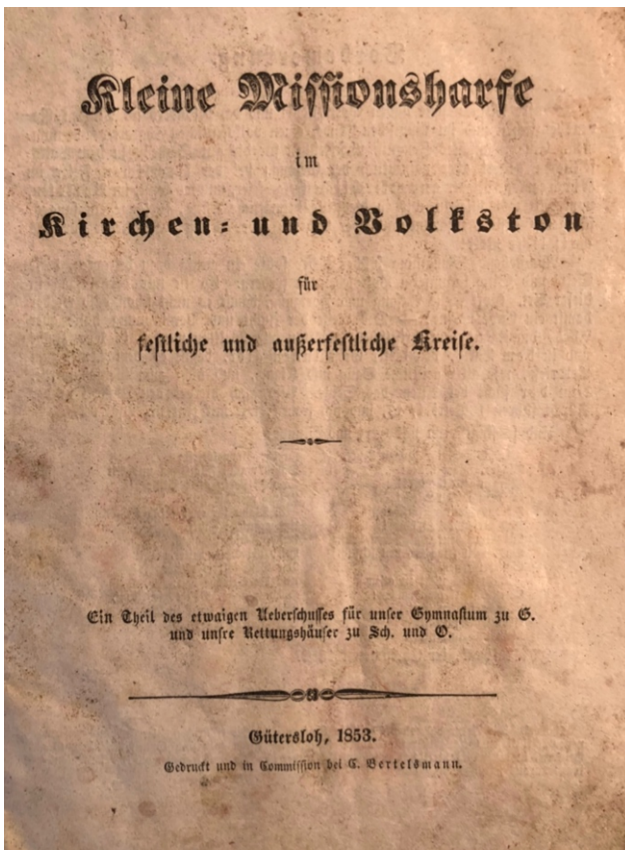 Kleine Missionsharfe
im
Kirchen- und Volkston
für
festliche und außerfestliche Kreise.
Ein Theil des etwaigen Ueberschusses für unser Gymnasium zu G.
und unsre Rettungshäuser zu Sch. und O.
Gütersloh, 1853.
Gedruckt und in Commission bei C. Bertelsmann.